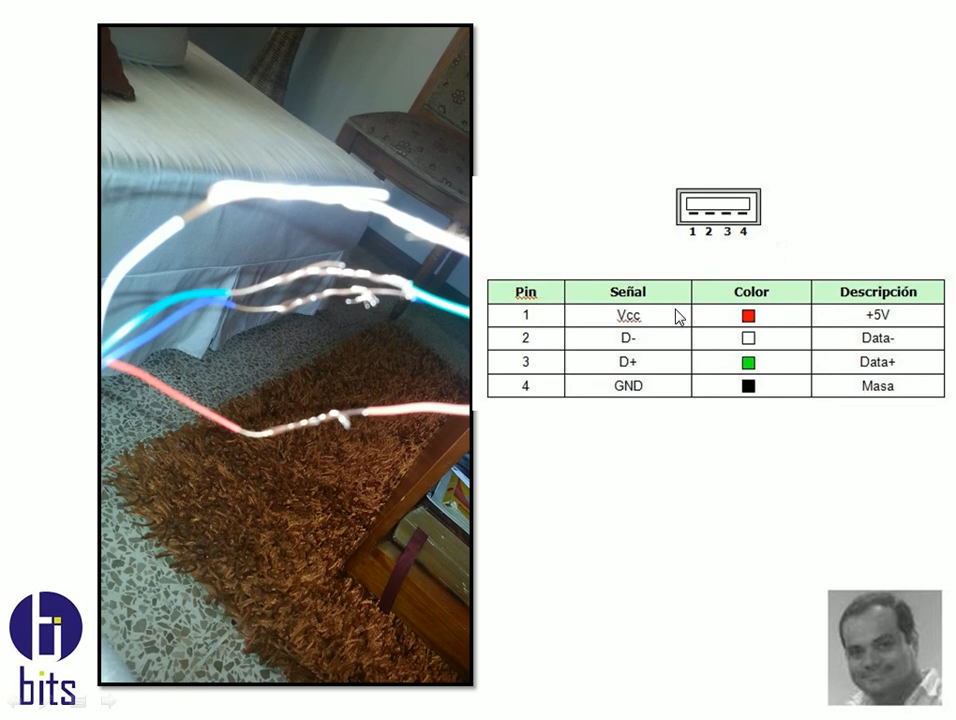 1 2 3 4
Pin Señal Color Descripción
1 Vcc +5V
2 D- Data-
3 D+ Data+
4 GND Masa
bits